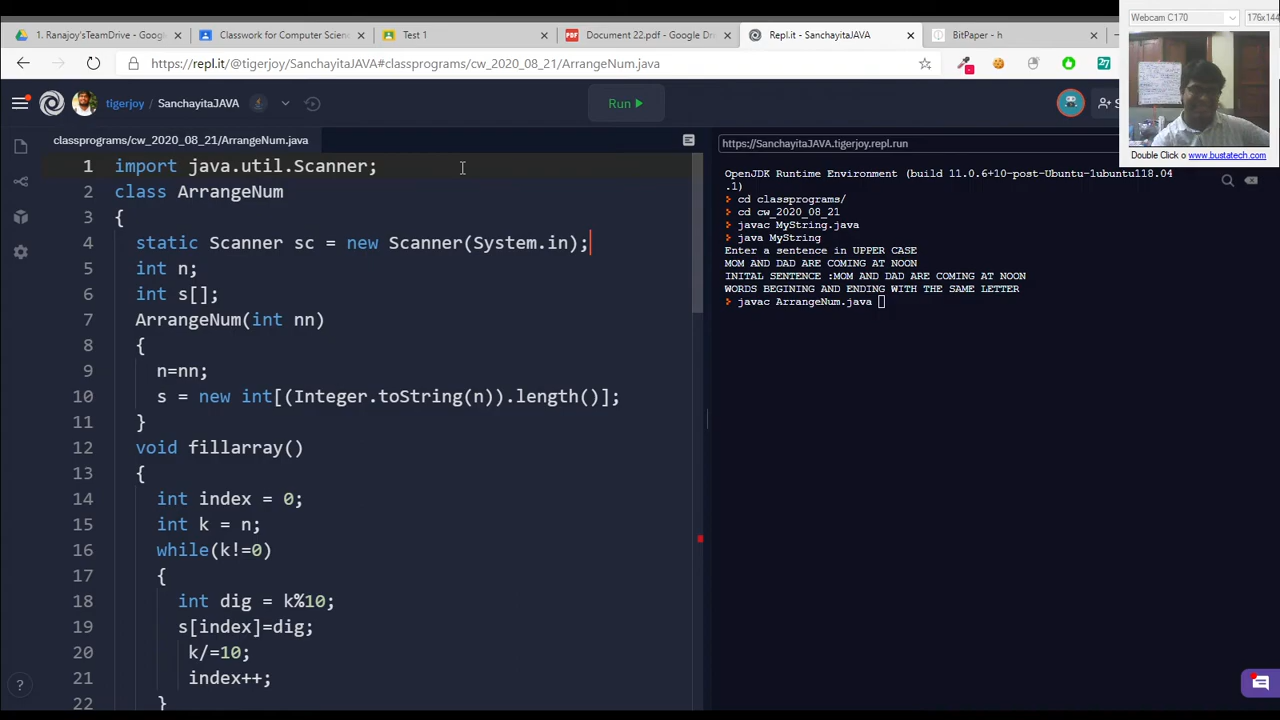 1. Ranajoy'sTeamDrive - Google
Classwork for Computer Scienc
Test 1
Document 22.pdf - Google Dri
Repl.it - SanchayitaJAVA
BitPaper - h
Webcam C170
176x144
https://repl.it/@tigerjoy/SanchayitaJAVA#classprograms/cw_2020_08_21/ArrangeNum.java
27
tigerjoy / SanchayitaJAVA
Run
classprograms/cw_2020_08_21/ArrangeNum.java
https://SanchayitaJAVA.tigerjoy.repl.run
Double Click o www.bustatech.com
1 import java.util.Scanner;
2 class ArrangeNum
3 {
4 static Scanner sc = new Scanner(System.in);
5 int n;
6 int s[];
7 ArrangeNum(int nn)
8 {
9 n=nn;
10 s = new int[(Integer.toString(n)).length()];
11 }
12 void fillarray()
13 {
14 int index = 0;
15 int k = n;
16 while(k!=0)
17 {
18 int dig = k%10;
19 s[index]=dig;
20 k/=10;
21 index++;
22 }
OpenJDK Runtime Environment (build 11.0.6+10-post-Ubuntu-1ubuntu118.04
.1)
cd classprograms/
cd cw_2020_08_21
javac MyString.java
java MyString
Enter a sentence in UPPER CASE
MOM AND DAD ARE COMING AT NOON
INITAL SENTENCE :MOM AND DAD ARE COMING AT NOON
WORDS BEGINING AND ENDING WITH THE SAME LETTER
javac ArrangeNum.java
?